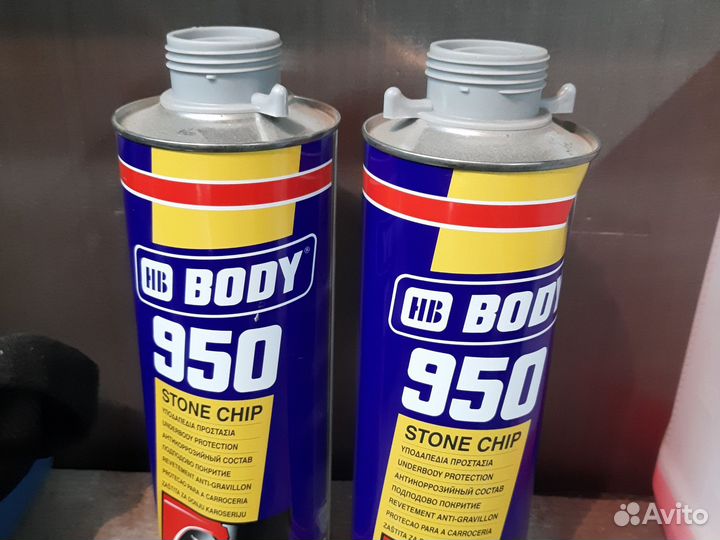 HB BODY®
950
STONE CHIP
ΥΠΟΔΑΠΕΔΙΑ ΠΡΟΣΤΑΣΙΑ
UNDERBODY PROTECTION
АНТИКОРРОЗИЙНЫЙ СОСТАВ
ПОДПОДОВО ПОКРИТИЕ
REVETEMENT ANTI-GRAVILLON
PROTECAO PARA A CARROCERIA
ZAŠTITA ZA DONJU KAROSERIJU
HB BODY
950
STONE CHIP
ΥΠΟΔΑΠΕΔΙΑ ΠΡΟΣΤΑΣΙΑ
UNDERBODY PROTECTION
АНТИКОРРОЗИЙНЫЙ СОСТАВ
ПОДПОДОВО ПОКРИТИЕ
REVETEMENT ANTI-GRAVILLON
PROTECAO PARA A CARROCERIA
ZAŠTITA ZA
Avito